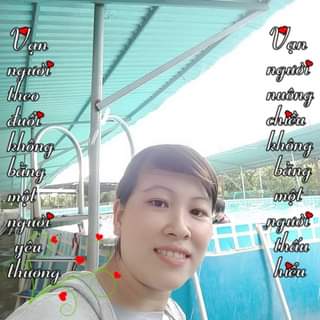 Vạn
người
theo
đuổi
không
bằng
một
người
yêu
thương
Vạn
người
nuông
chiều
không
bằng
một
người
thấu
hiểu